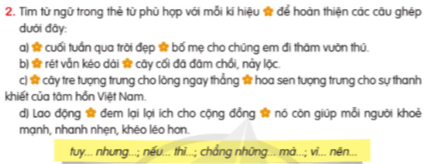 2. Tìm từ ngữ trong thẻ từ phù hợp với mỗi kí hiệu để hoàn thiện các câu ghép
dưới đây:
a) cuối tuần qua trời đẹp bố mẹ cho chúng em đi thăm vườn thú.
b) rét vẫn kéo dài cây cối đã đâm chồi, nảy lộc.
c) cây tre tượng trưng cho lòng ngay thẳng hoa sen tượng trưng cho sự thanh
khiết của tâm hồn Việt Nam.
d) Lao động đem lại lợi ích cho cộng đồng nó còn giúp mỗi người khoẻ
mạnh, nhanh nhẹn, khéo léo hơn.
tuy... nhưng...; nếu... thì...; chẳng những... mà...; vì... nên...